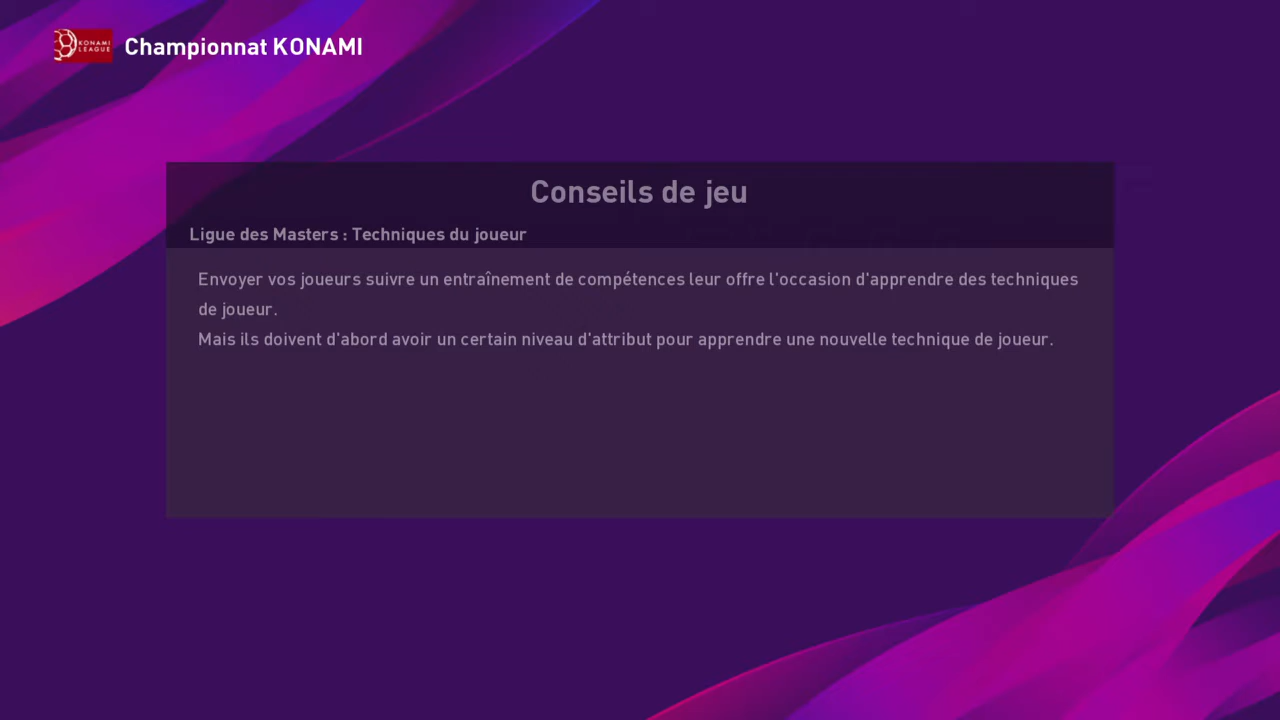 KONAMI
LEAGUE
Championnat KONAMI
Conseils de jeu
Ligue des Masters : Techniques du joueur
Envoyer vos joueurs suivre un entraînement de compétences leur offre l'occasion d'apprendre des techniques
de joueur.
Mais ils doivent d'abord avoir un certain niveau d'attribut pour apprendre une nouvelle technique de joueur.